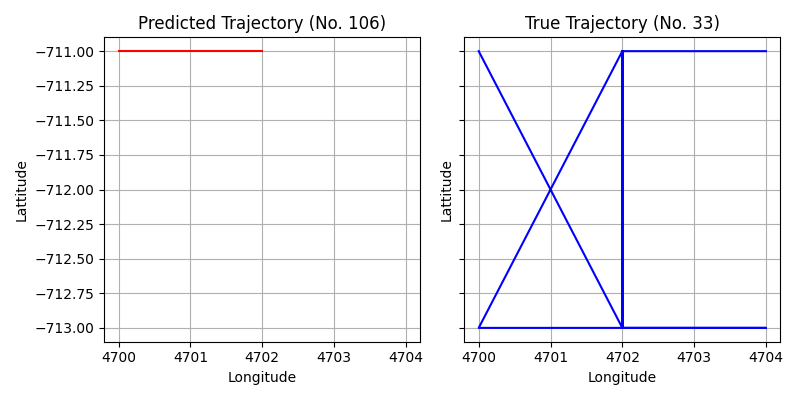 Predicted Trajectory (No. 106)
−711.00
−711.25
−711.50
−711.75
−712.00
−712.25
−712.50
−712.75
−713.00
Lattitude
4700 4701 4702 4703 4704
Longitude
True Trajectory (No. 33)
Lattitude
4700 4701 4702 4703 4704
Longitude